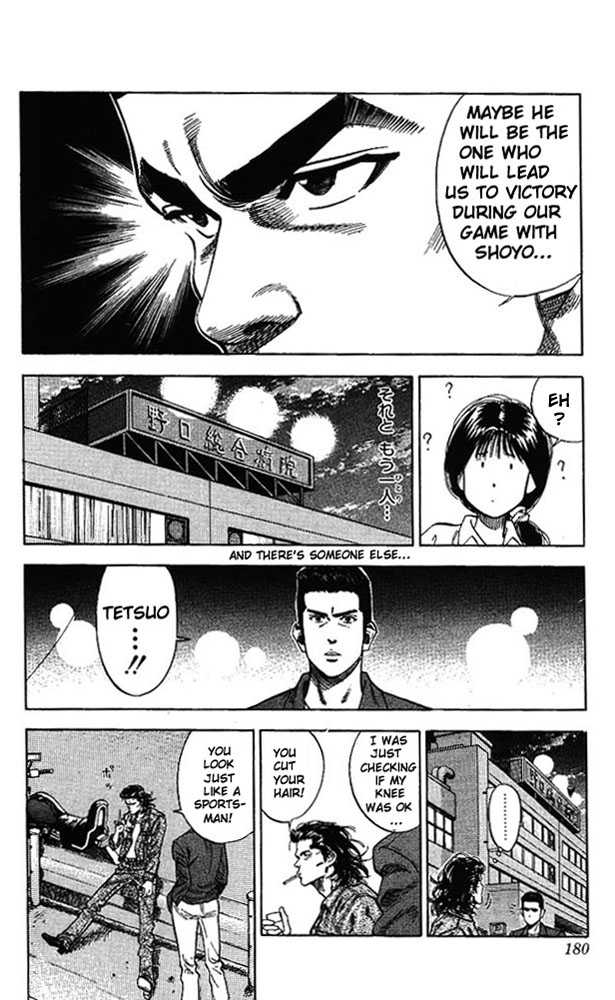 MAYBE HE
WILL BE THE
ONE WHO
WILL LEAD
US TO VICTORY
DURING OUR
GAME WITH
SHOYO...
EH
?
?
?
?
野口総合病院
それと もう一人…
AND THERE'S SOMEONE ELSE...
TETSUO
.....!!
........
I WAS
JUST
CHECKING
IF MY
KNEE
WAS OK
...
YOU
CUT
YOUR
HAIR!
YOU
LOOK
JUST
LIKE A
SPORTS-
MAN!
180